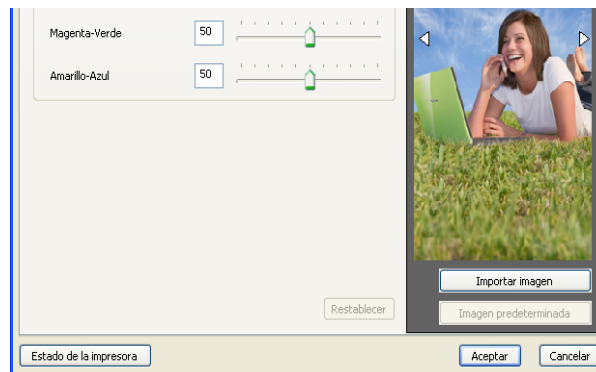 Magenta-Verde 50
Amarillo-Azul 50
Importar imagen
Restablecer Imagen predeterminada
Estado de la impresora Aceptar Cancelar